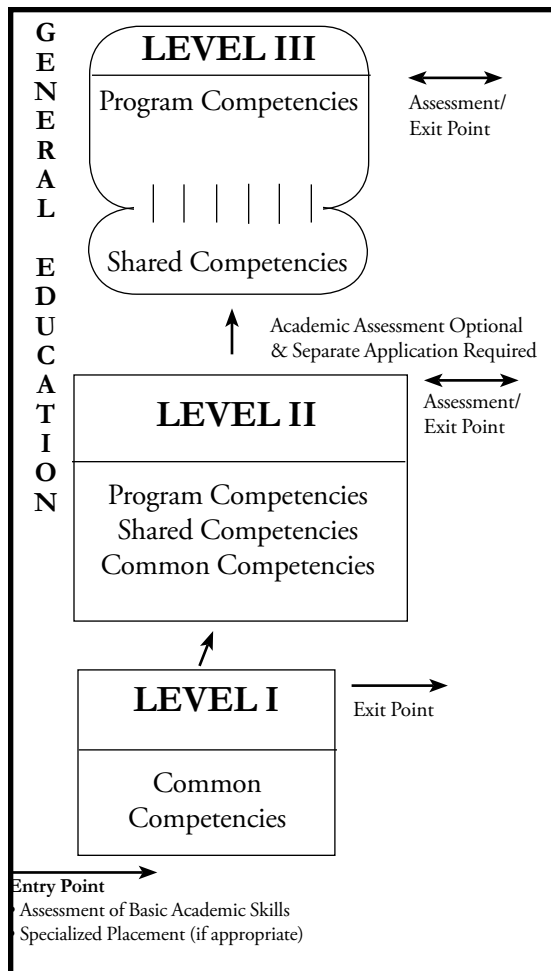 GENERAL EDUCATION
LEVEL III
Program Competencies
Assessment/
Exit Point
Shared Competencies
Academic Assessment Optional
& Separate Application Required
LEVEL II
Assessment/
Exit Point
Program Competencies
Shared Competencies
Common Competencies
LEVEL I
Exit Point
Common
Competencies
Entry Point
• Assessment of Basic Academic Skills
• Specialized Placement (if appropriate)